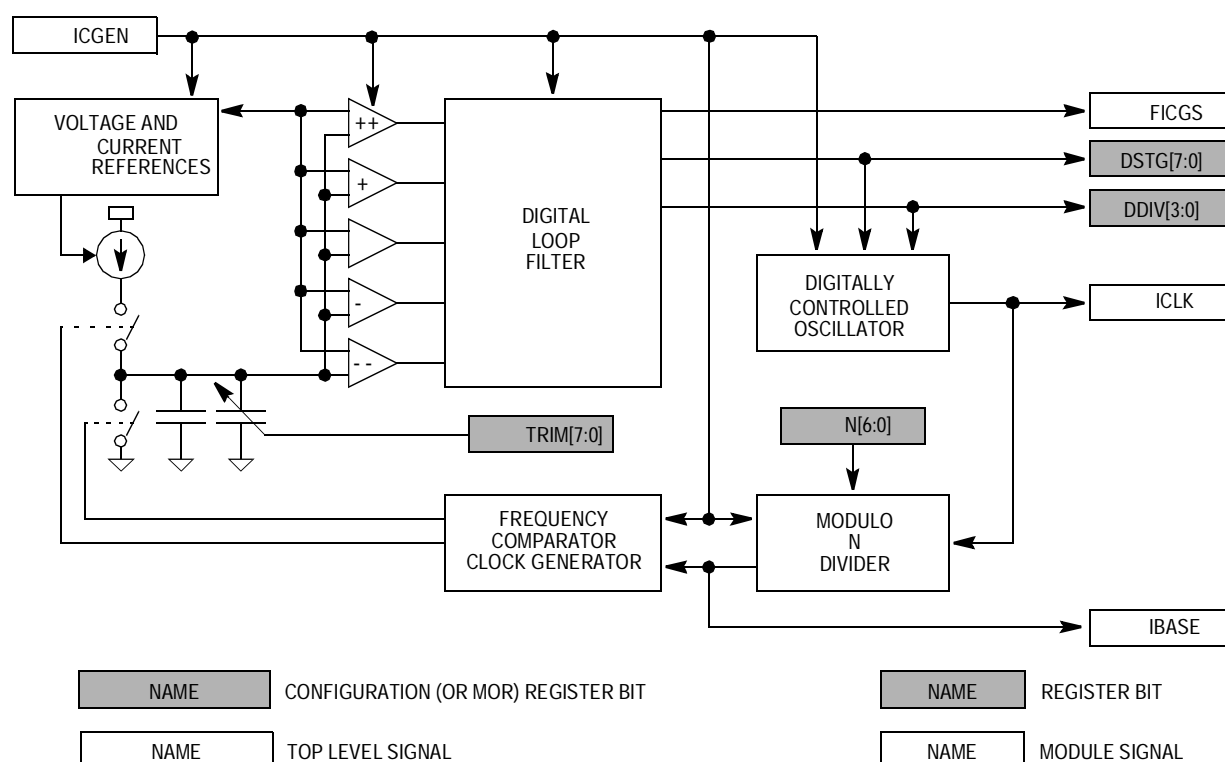 ICGEN
VOLTAGE AND
CURRENT
REFERENCES
++
+
-
--
DIGITAL
LOOP
FILTER
FICGS
DSTG[7:0]
DDIV[3:0]
DIGITALLY
CONTROLLED
OSCILLATOR
ICLK
TRIM[7:0]
N[6:0]
FREQUENCY
COMPARATOR
CLOCK GENERATOR
MODULO
N
DIVIDER
IBASE
NAME CONFIGURATION (OR MOR) REGISTER BIT
NAME REGISTER BIT
NAME TOP LEVEL SIGNAL
NAME MODULE SIGNAL